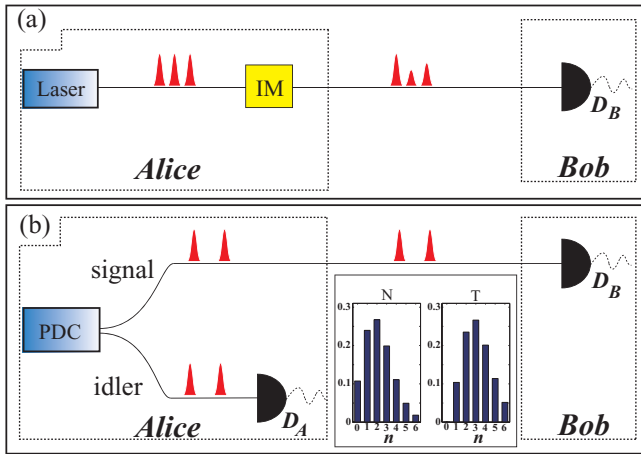 (a)
Laser
IM
Alice
D_B
Bob
(b)
signal
PDC
idler
D_A
Alice
N
T
0.3
0.2
0.1
0
0 1 2 3 4 5 6
n
0.3
0.2
0.1
0
0 1 2 3 4 5 6
n
D_B
Bob